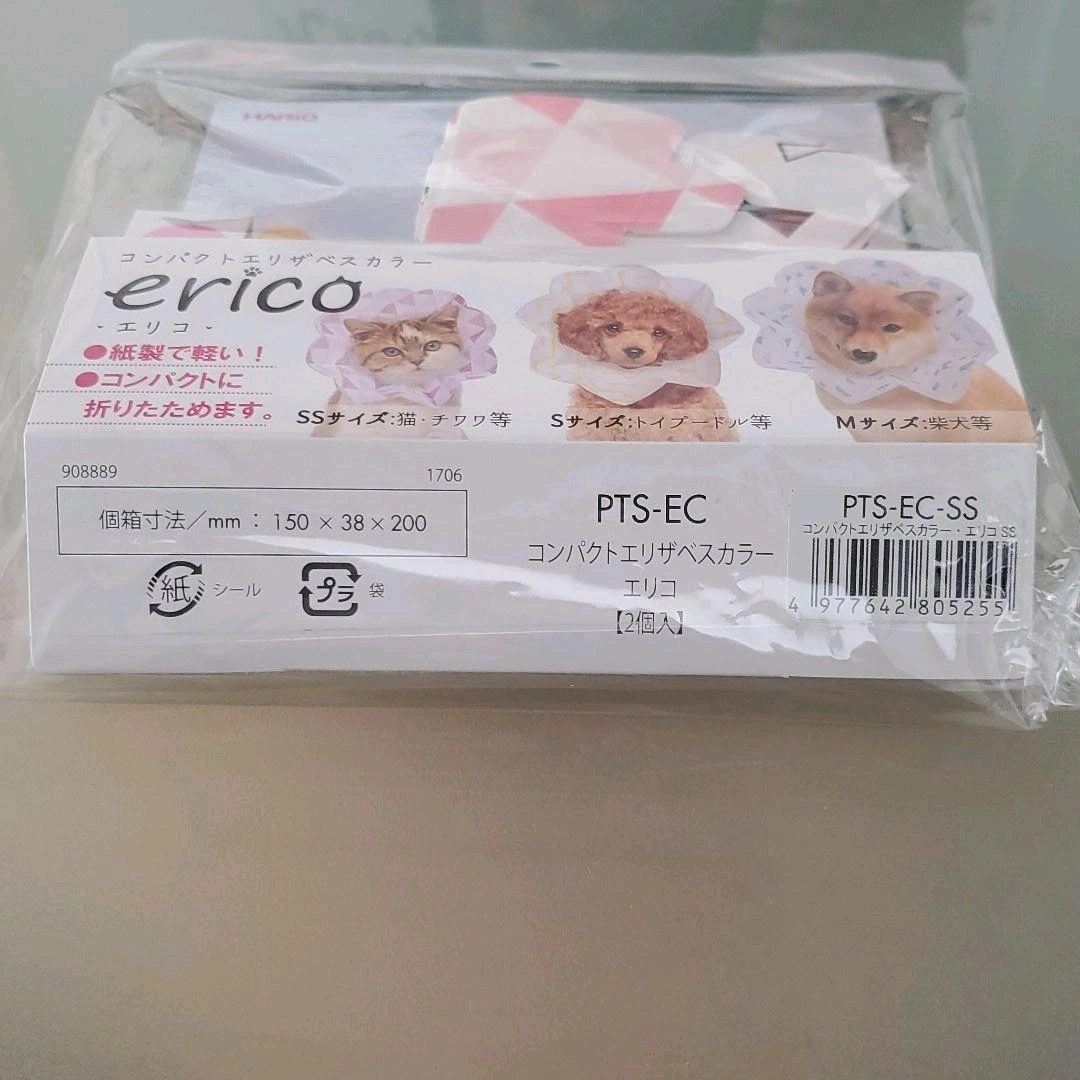 HARIO
コンパクトエリザベスカラー
erico
- エリコ -
●紙製で軽い！
●コンパクトに
折りたためます。
SSサイズ:猫・チワワ等
Sサイズ:トイプードル等
Mサイズ:柴犬等
908889
1706
個箱寸法／mm：150×38×200
紙 シール
プラ 袋
PTS-EC
コンパクトエリザベスカラー
エリコ
【2個入】
PTS-EC-SS
コンパクトエリザベスカラー・エリコ SS
4 977642 805255